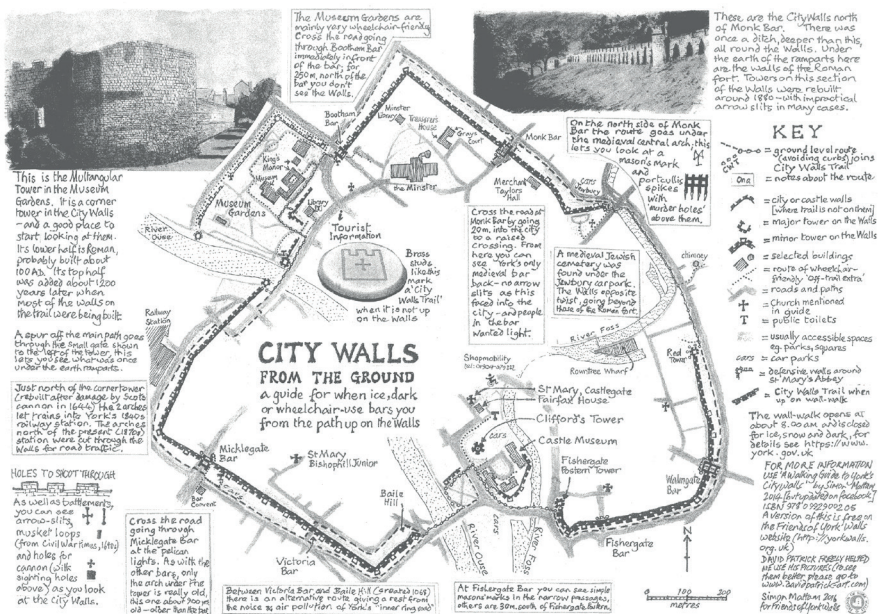 The Museum Gardens are
mainly very wheelchair-friendly
Cross the road going
through Bootham Bar
immediately in front
of the bar; for
250m, north of the
bar you don't
see the Walls.
These are the City Walls north
of Monk Bar. There was
once a ditch, deeper than this,
all round the Walls. Under
the earth of the ramparts here
are the walls of the Roman
fort. Towers on this section
of the Walls were rebuilt
around 1880 – with impractical
arrow slits in many cases.
Bootham
Bar
Minster
Library
Treasurer's
House
Grays
Court
Monk Bar
the Minster
Merchant
Taylors
Hall
King's
Manor
Museum
Library
Museum
Gardens
River
Ouse
i
Tourist
Information
On the north side of Monk
Bar the route goes under
the medieval central arch; this
lets you look at a
mason's mark
and
portcullis
spikes
with
'murder holes'
above them.
cars
Jewbury
KEY
= ground level route
(avoiding curbs) joins
City Walls Trail
= notes about the route
= city or castle walls
[where trail is not on them]
= major tower on the Walls
= minor tower on the Walls
= selected buildings
= route of wheelchair-
friendly 'off-trail extra'
= roads and paths
= Church mentioned
in guide
T = public toilets
= usually accessible spaces
eg. parks, squares
cars = car parks
= defensive walls around
St Mary's Abbey
= City Walls Trail when
up on wall-walk
The wall-walk opens at
about 8.00am and is closed
for ice, snow and dark, for
details see https://www.
york.gov.uk
This is the Multangular
Tower in the Museum
Gardens. It is a corner
tower in the City Walls
– and a good place to
start looking at them.
Its lower half is Roman,
probably built about
100AD. Its top half
was added about 1200
years later when
most of the walls on
the trail were being built
A spur off the main path goes
through the small gate shown
to the left of the tower, this
lets you see what was once
under the earth ramparts.
Railway
Station
Brass
studs
like this
mark
a 'City
Walls Trail'
when it is not up
on the Walls
Cross the road at
Monk Bar by going
20m, into the city
to a raised
crossing. From
here you can
see York's only
medieval bar
back – no arrow
slits as this
faced into the
city – and people
in the bar
wanted light.
A medieval Jewish
cemetery was
found under the
Jewbury car park.
The Walls opposite
twist, going beyond
those of the Roman fort.
chimney
River Foss
Rowntree Wharf
Red
Tower
CITY WALLS
FROM THE GROUND
a guide for when ice, dark
or wheelchair-use bars you
from the path up on the Walls
Shopmobility
St Mary, Castlegate
Fairfax House
Clifford's Tower
Castle Museum
cars
Fishergate
Postern Tower
Walmgate
Bar
Fishergate
Bar
Just north of the corner tower
(rebuilt after damage by Scots
cannon in 1644) the 2 arches
let trains into York's 1840s
railway station. The arches
north of the present (1870s)
station were cut through the
Walls for road traffic.
Micklegate
Bar
Bar
Convent
cars
St Mary
Bishophill Junior
Baile
Hill
Victoria
Bar
River Ouse
cars
River
Foss
HOLES TO SHOOT THROUGH
As well as battlements,
you can see
arrow-slits,
musket loops
(from Civil War times, 1640s)
and holes for
cannon (with
sighting holes
above) as you look
at the City Walls.
Cross the road
going through
Micklegate Bar
at the pelican
lights. As with the
other bars, only
the arch under the
tower is really old,
this one about 900 years
old – older than the bar
Between Victoria Bar and Baile Hill (created 1068)
there is an alternative route giving a rest from
the noise & air pollution of York's "inner ring road"
At Fishergate Bar you can see simple
masons' marks in the narrow passages,
others are 30m. south of Fishergate Postern.
N
0 100 200
metres
FOR MORE INFORMATION
USE 'A Walking Guide to York's
City Walls' by Simon Mattam,
2014
A version of this is free on
the Friends of York Walls
website (http://yorkwalls.
org.uk)
DAVID PATRICK FREELY HELPED
US USE HIS PICTURES (to see
them better, please go to
www.davidpatrickart.com)
Simon Mattam 2016
for Friends of York Walls